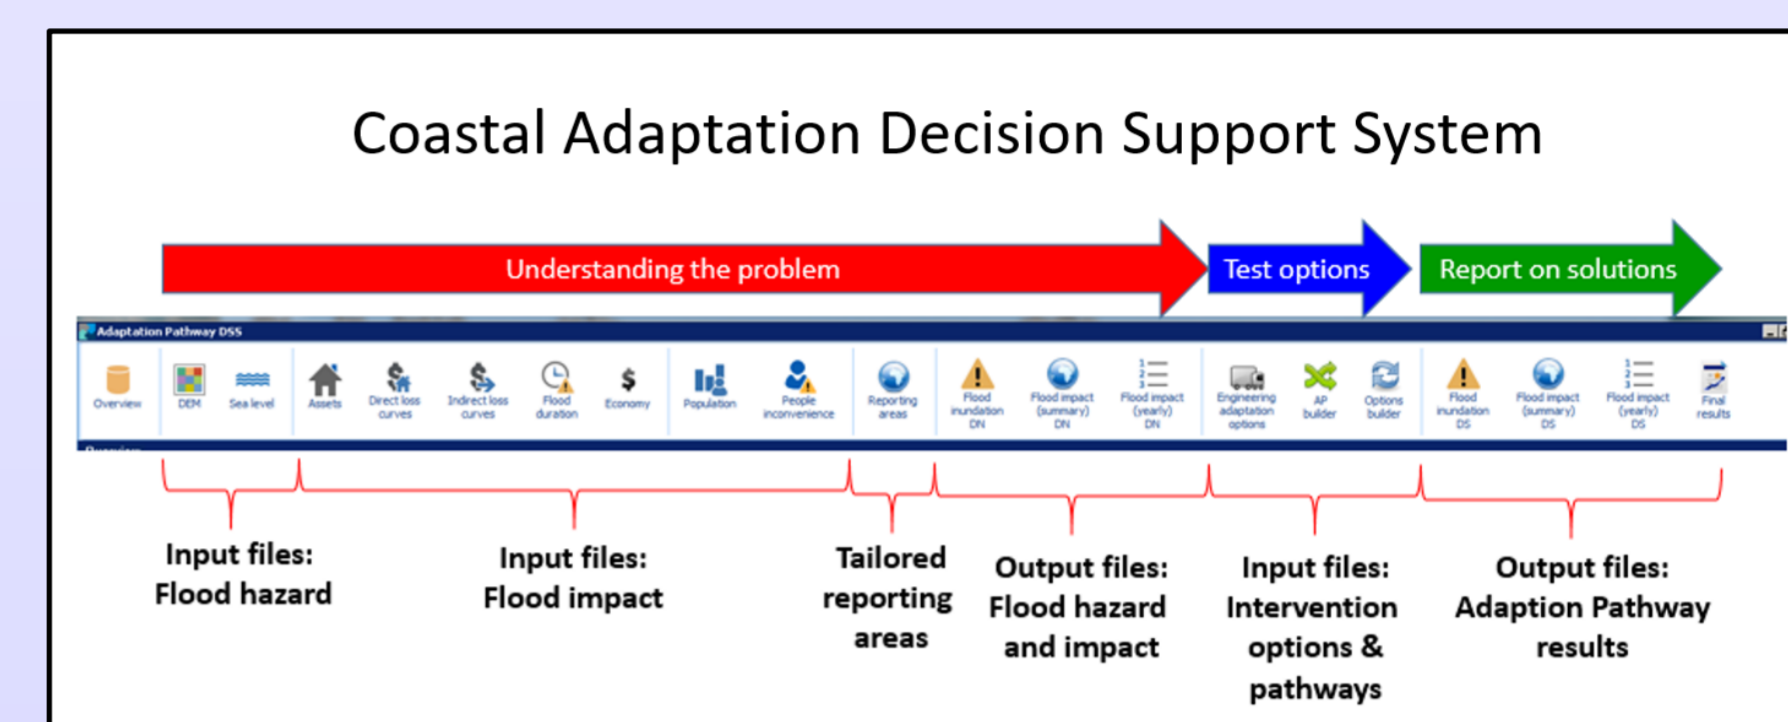 Coastal Adaptation Decision Support System
Understanding the problem
Test options
Report on solutions
Adaptation Pathway DSS
Overview
DEM
Sea level
Assets
Direct loss
curves
Indirect loss
curves
Flood
duration
Economy
Population
People
inconvenience
Reporting
areas
Flood
inundation
DN
Flood impact
(summary)
DN
Flood impact
(yearly)
DN
Engineering
adaptation
options
AP
builder
Options
builder
Flood
inundation
DS
Flood impact
(summary)
DS
Flood impact
(yearly)
DS
Final
results
Input files:
Flood hazard
Input files:
Flood impact
Tailored
reporting
areas
Output files:
Flood hazard
and impact
Input files:
Intervention
options &
pathways
Output files:
Adaption Pathway
results